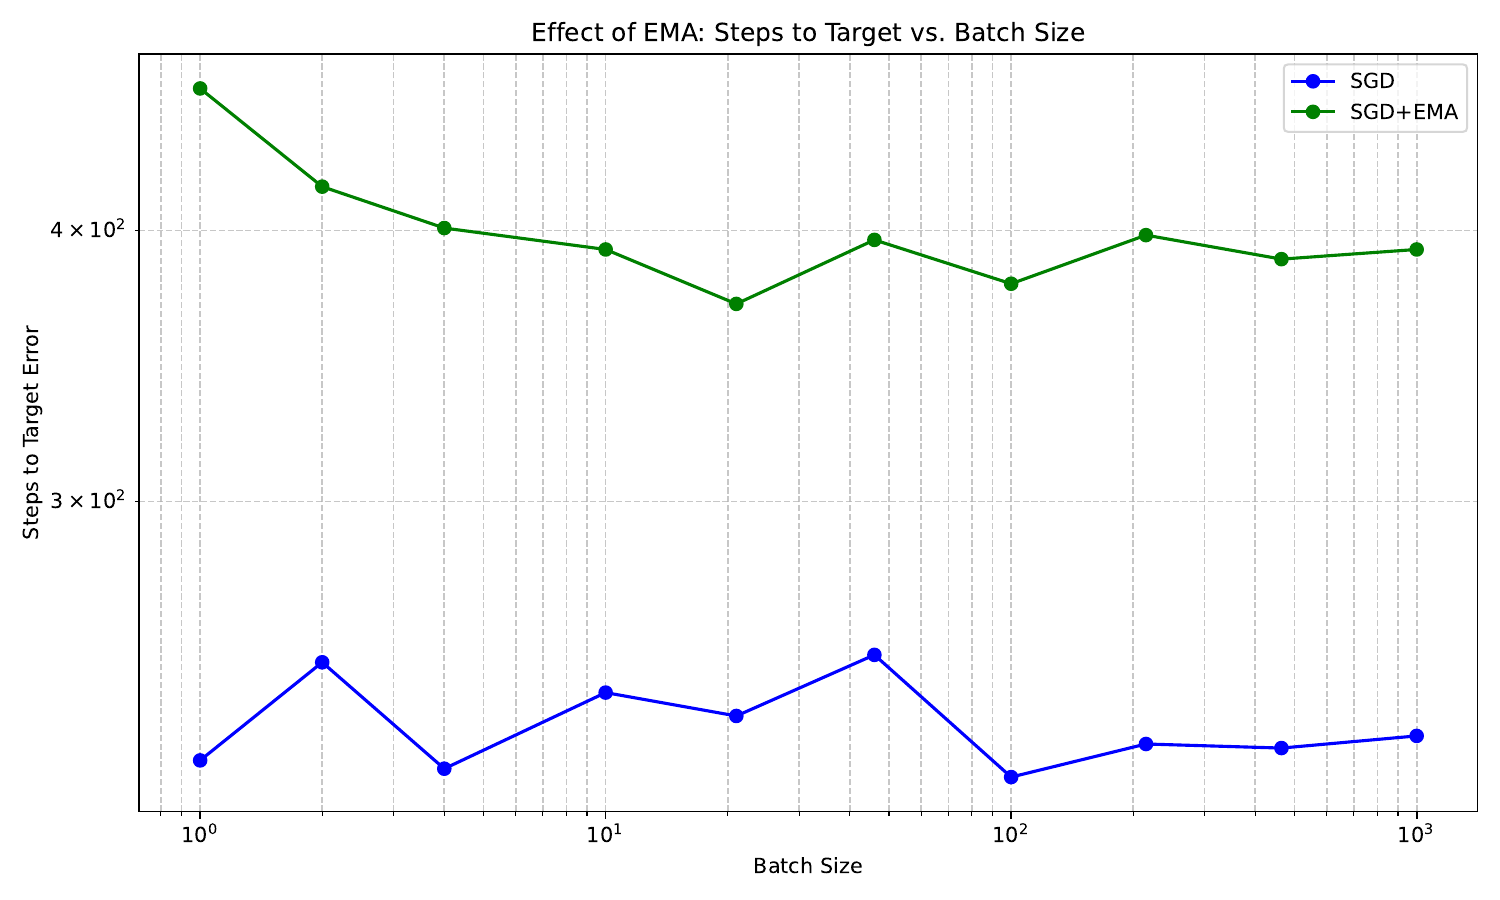 Effect of EMA: Steps to Target vs. Batch Size
SGD
SGD+EMA
4 × 10²
3 × 10²
Steps to Target Error
10⁰
10¹
10²
10³
Batch Size